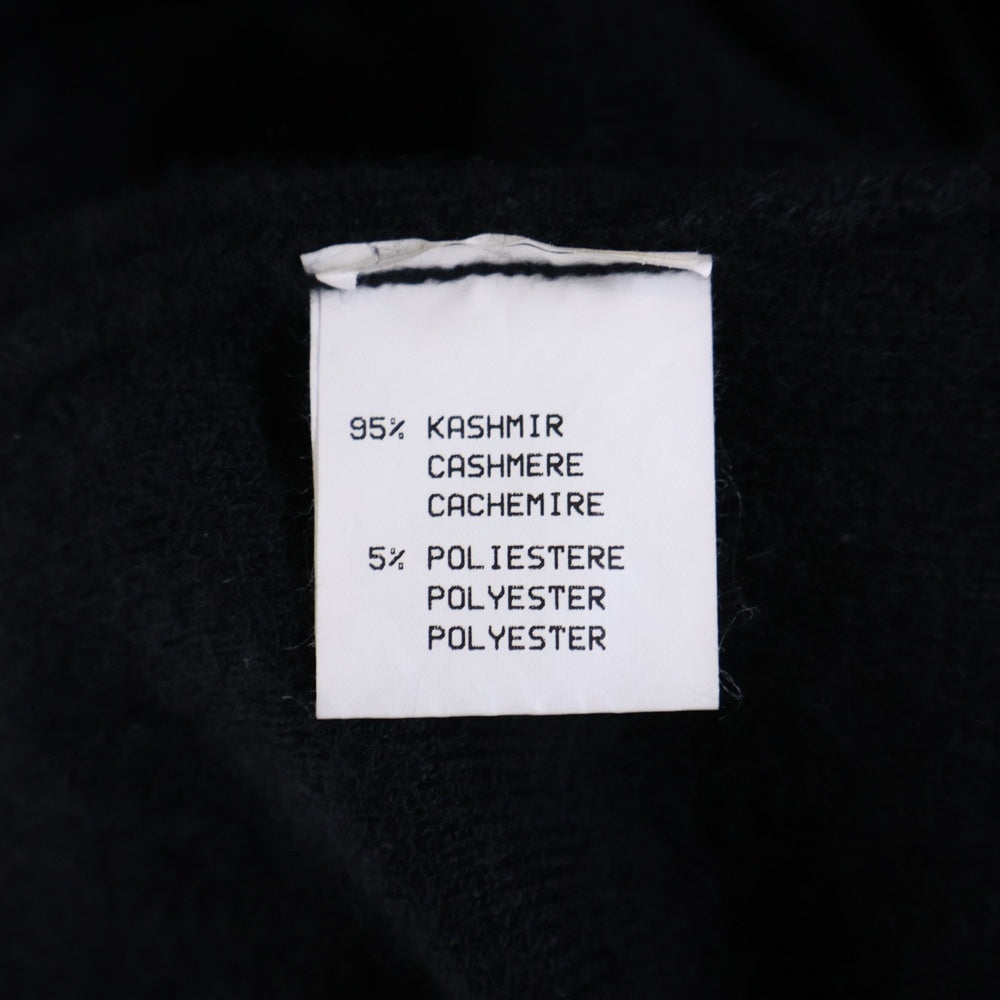 95% KASHMIR
CASHMERE
CACHEMIRE
5% POLIESTERE
POLYESTER
POLYESTER